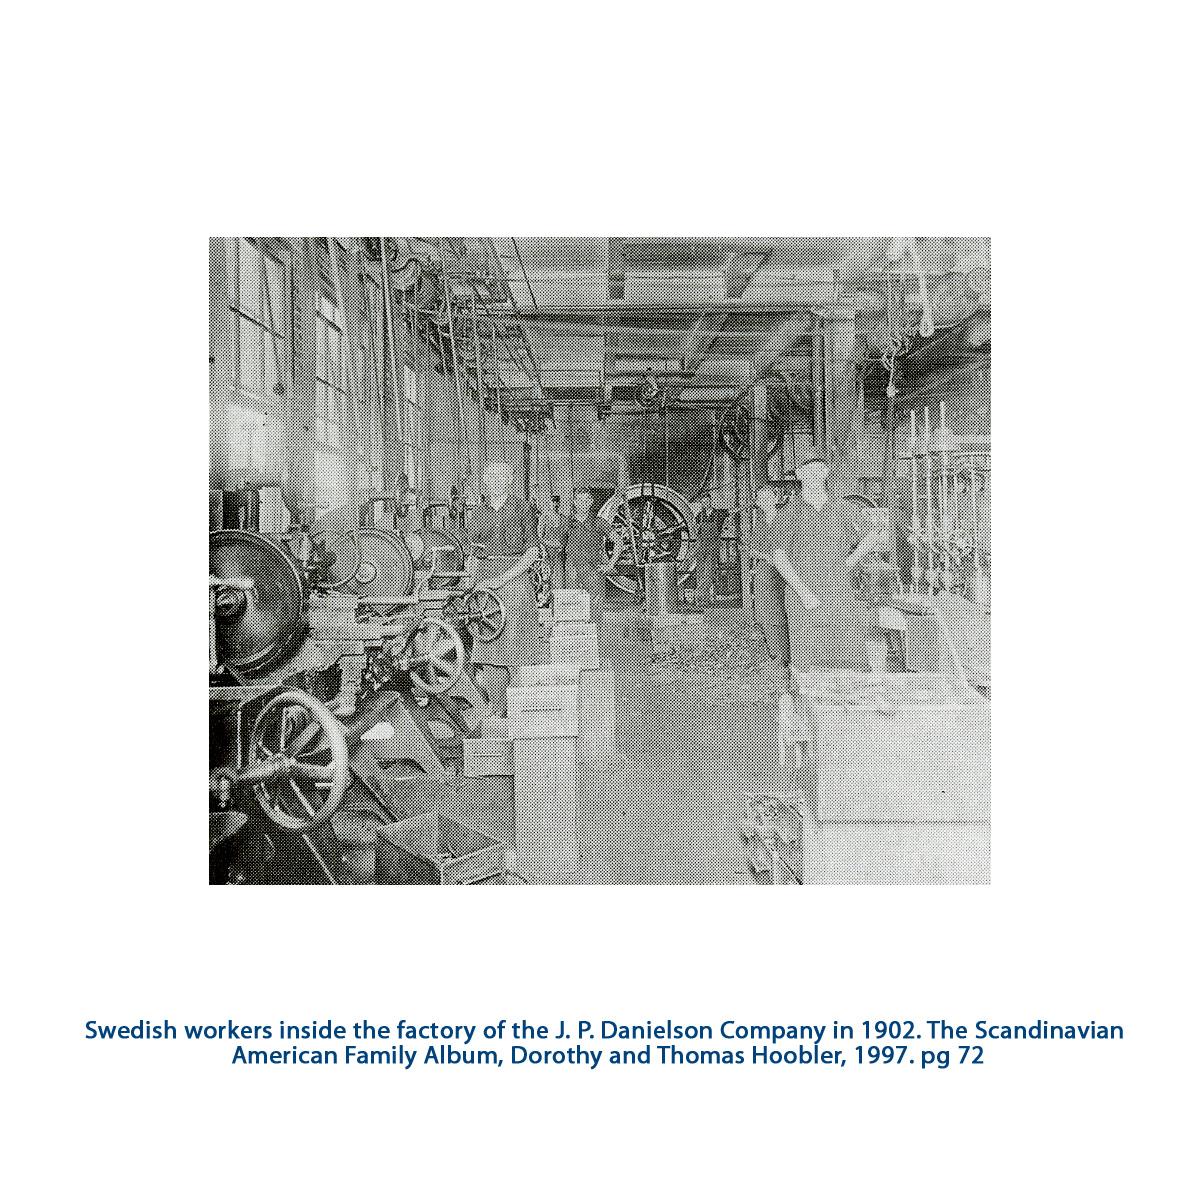 Swedish workers inside the factory of the J. P. Danielson Company in 1902. The Scandinavian
American Family Album, Dorothy and Thomas Hoobler, 1997. pg 72